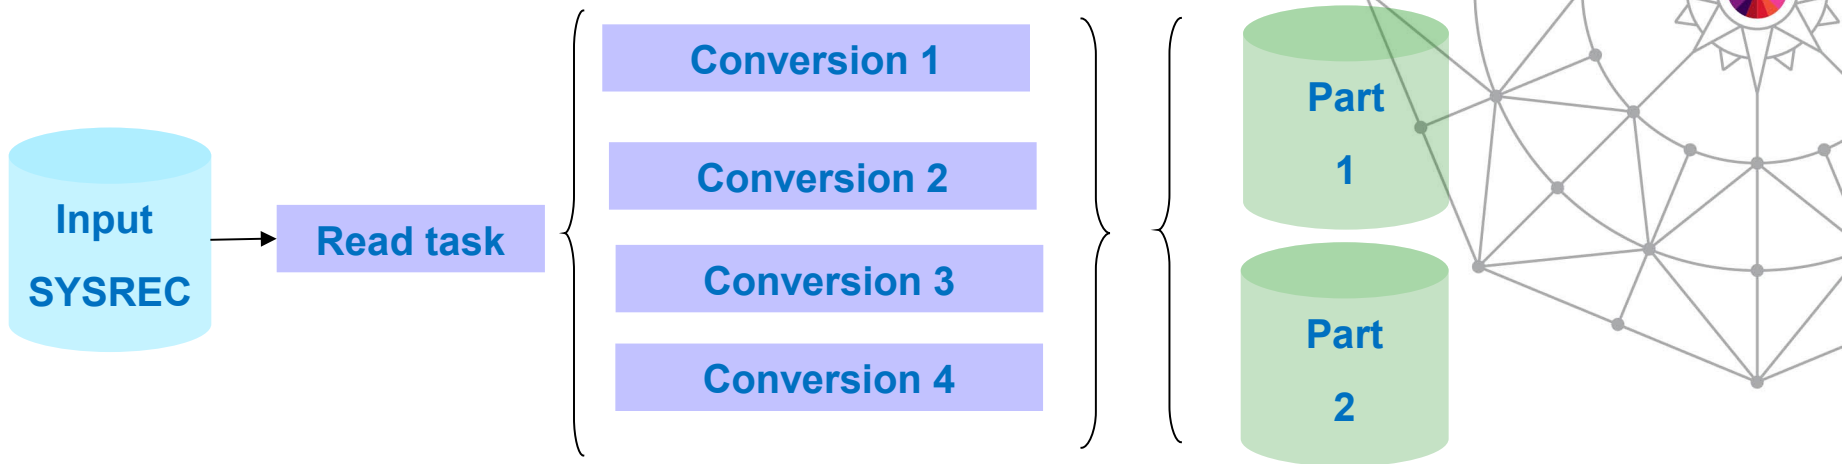 Input
SYSREC
Read task
Conversion 1
Conversion 2
Conversion 3
Conversion 4
Part
1
Part
2